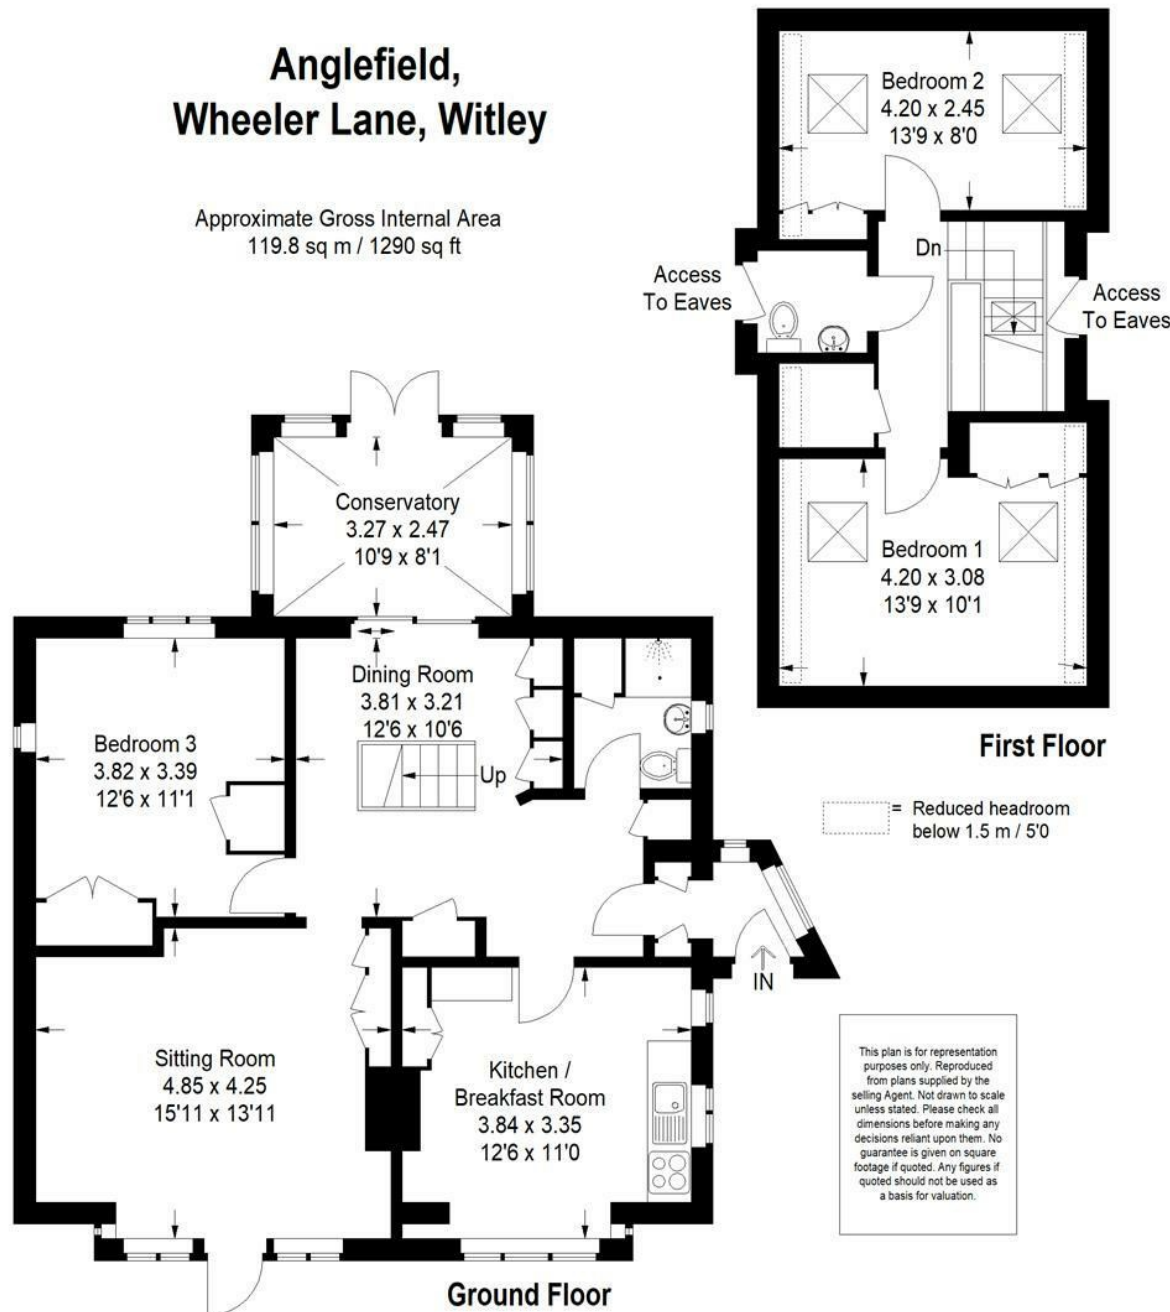 Anglefield,
Wheeler Lane, Witley
Approximate Gross Internal Area
119.8 sq m / 1290 sq ft
Bedroom 2
4.20 x 2.45
13'9 x 8'0
Dn
Access
To Eaves
Access
To Eaves
Bedroom 1
4.20 x 3.08
13'9 x 10'1
First Floor
= Reduced headroom
below 1.5 m / 5'0
Conservatory
3.27 x 2.47
10'9 x 8'1
Dining Room
3.81 x 3.21
12'6 x 10'6
Up
Bedroom 3
3.82 x 3.39
12'6 x 11'1
IN
Sitting Room
4.85 x 4.25
15'11 x 13'11
Kitchen /
Breakfast Room
3.84 x 3.35
12'6 x 11'0
Ground Floor
This plan is for representation
purposes only. Reproduced
from plans supplied by the
selling Agent. Not drawn to scale
unless stated. Please check all
dimensions before making any
decisions reliant upon them. No
guarantee is given on square
footage if quoted. Any figures if
quoted should not be used as
a basis for valuation.